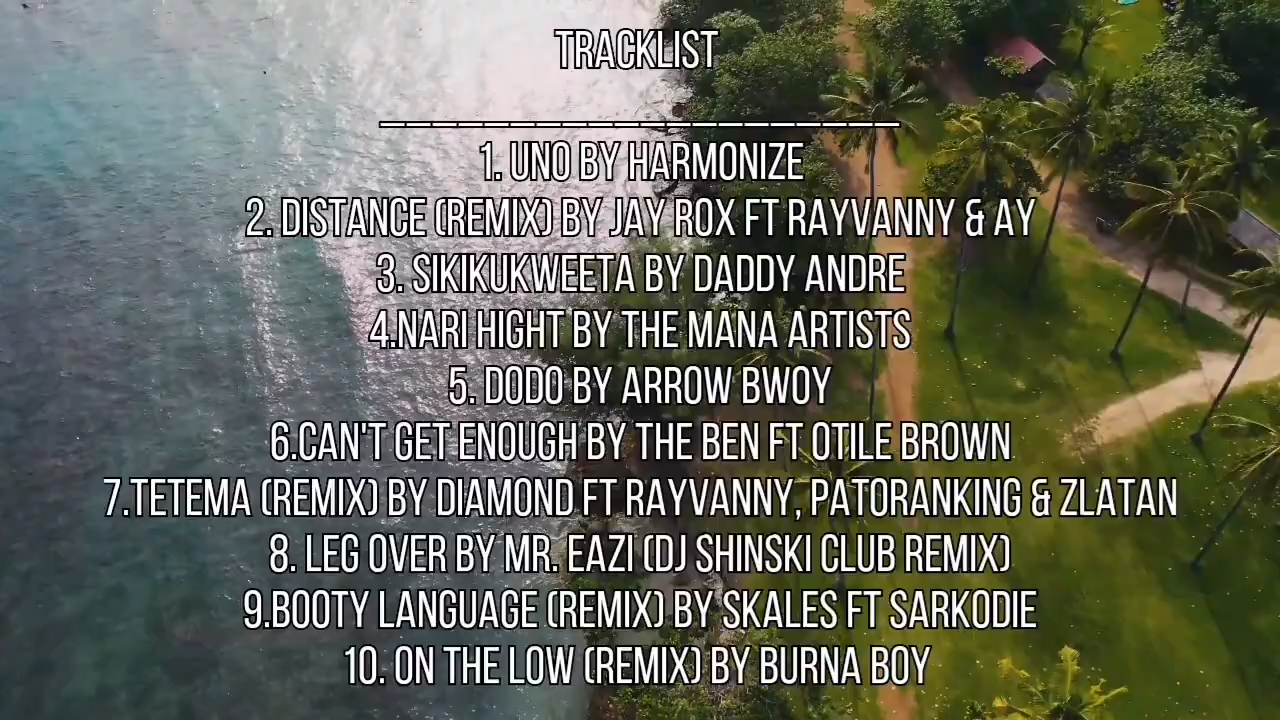 TRACKLIST
____________________
1. UNO BY HARMONIZE
2. DISTANCE (REMIX) BY JAY ROX FT RAYVANNY & AY
3. SIKIKUKWEETA BY DADDY ANDRE
4.NARI HIGHT BY THE MANA ARTISTS
5. DODO BY ARROW BWOY
6.CAN'T GET ENOUGH BY THE BEN FT OTILE BROWN
7.TETEMA (REMIX) BY DIAMOND FT RAYVANNY, PATORANKING & ZLATAN
8. LEG OVER BY MR. EAZI (DJ SHINSKI CLUB REMIX)
9.BOOTY LANGUAGE (REMIX) BY SKALES FT SARKODIE
10. ON THE LOW (REMIX) BY BURNA BOY